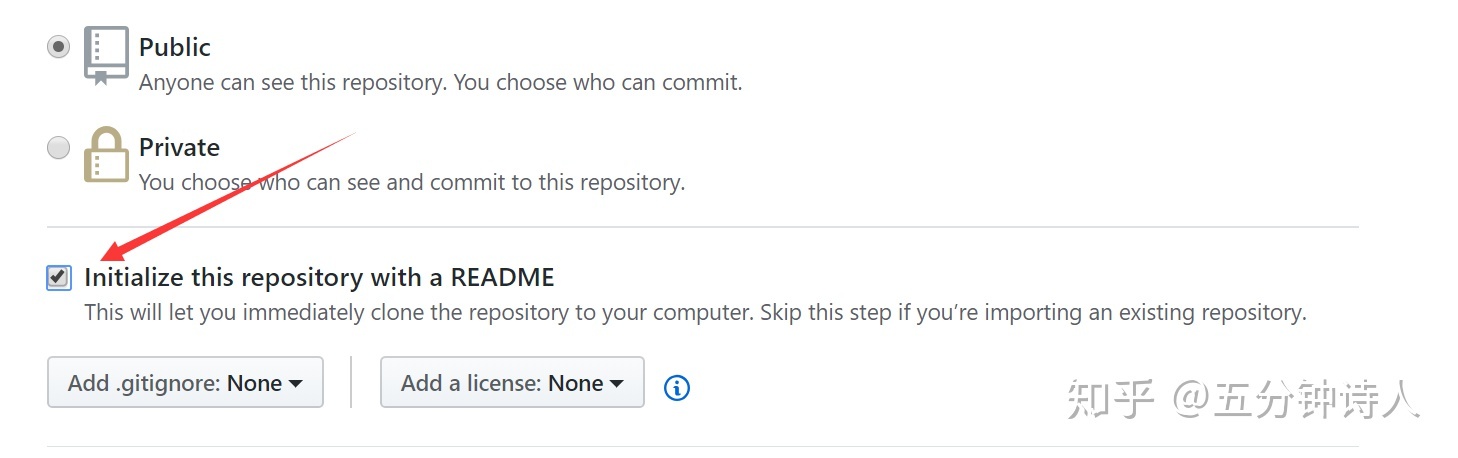 Public
Anyone can see this repository. You choose who can commit.
Private
You choose who can see and commit to this repository.
Initialize this repository with a README
This will let you immediately clone the repository to your computer. Skip this step if you’re importing an existing repository.
Add .gitignore: None
Add a license: None
知乎 @五分钟诗人